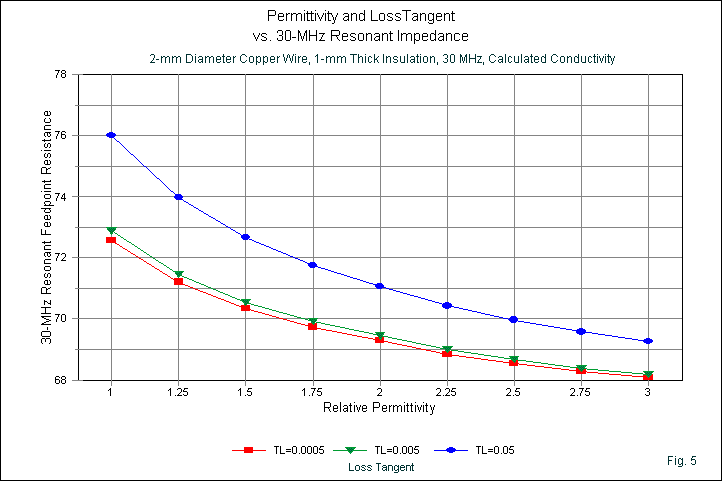 Permittivity and LossTangent
vs. 30-MHz Resonant Impedance
2-mm Diameter Copper Wire, 1-mm Thick Insulation, 30 MHz, Calculated Conductivity
30-MHz Resonant Feedpoint Resistance
78
76
74
72
70
68
1 1.25 1.5 1.75 2 2.25 2.5 2.75 3
Relative Permittivity
TL=0.0005 TL=0.005 TL=0.05
Loss Tangent
Fig. 5